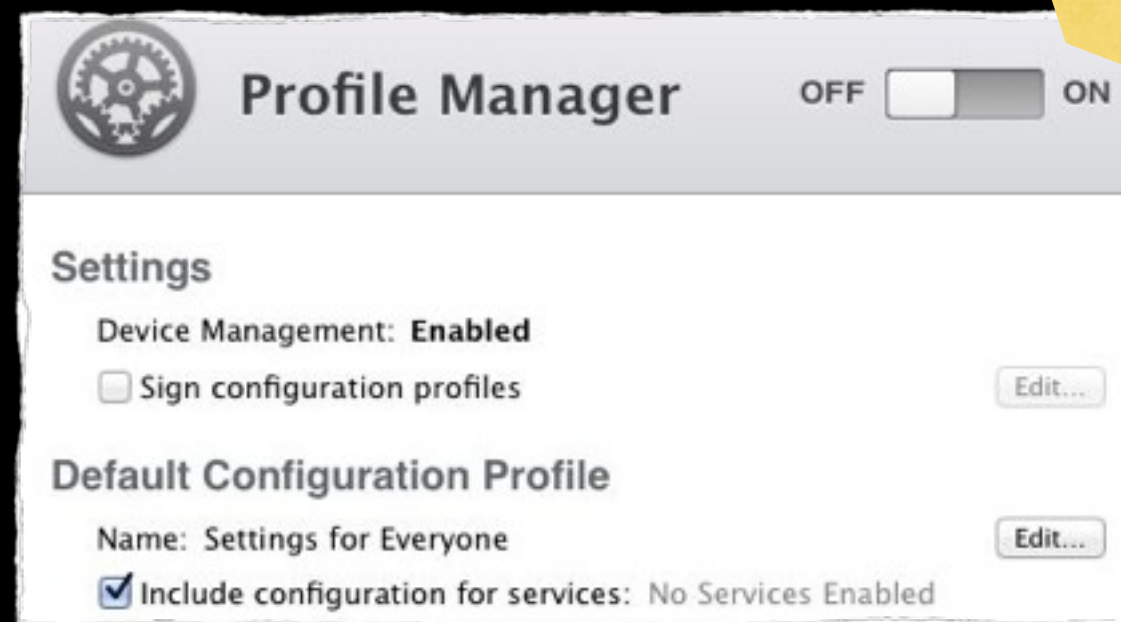 Profile Manager OFF ON
Settings
Device Management: Enabled
Sign configuration profiles Edit...
Default Configuration Profile
Name: Settings for Everyone Edit...
Include configuration for services: No Services Enabled